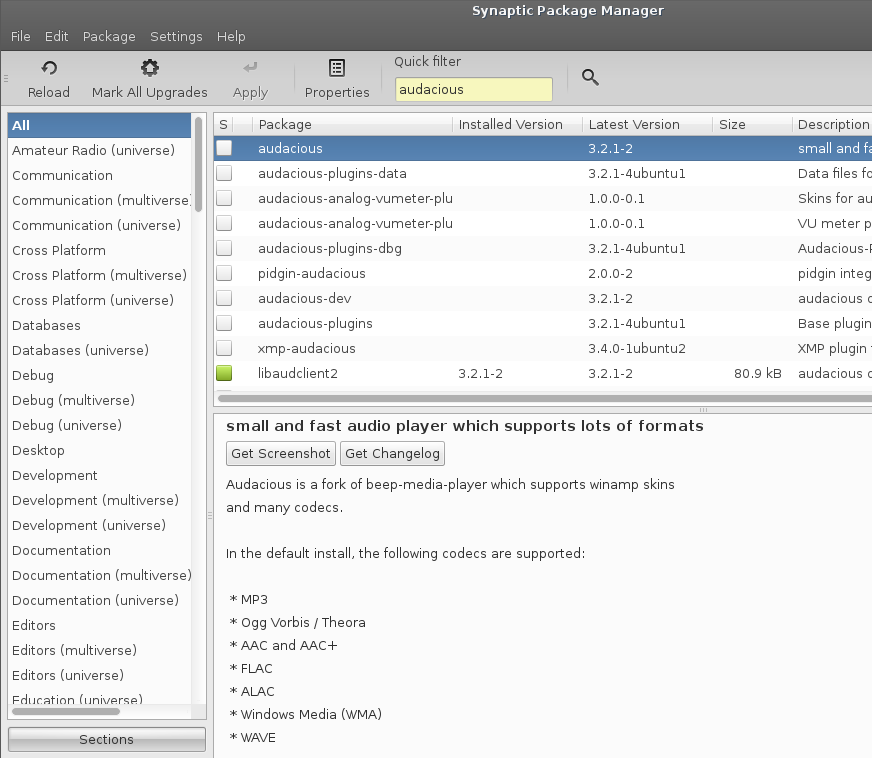 Synaptic Package Manager
File Edit Package Settings Help
Reload Mark All Upgrades Apply Properties Quick filter
audacious
All
Amateur Radio (universe)
Communication
Communication (multiverse)
Communication (universe)
Cross Platform
Cross Platform (multiverse)
Cross Platform (universe)
Databases
Databases (universe)
Debug
Debug (multiverse)
Debug (universe)
Desktop
Development
Development (multiverse)
Development (universe)
Documentation
Documentation (multiverse)
Documentation (universe)
Editors
Editors (multiverse)
Editors (universe)
Education (universe)
Sections
S Package Installed Version Latest Version Size Description
audacious 3.2.1-2 small and fa
audacious-plugins-data 3.2.1-4ubuntu1 Data files fo
audacious-analog-vumeter-plu 1.0.0-0.1 Skins for au
audacious-analog-vumeter-plu 1.0.0-0.1 VU meter p
audacious-plugins-dbg 3.2.1-4ubuntu1 Audacious-P
pidgin-audacious 2.0.0-2 pidgin integ
audacious-dev 3.2.1-2 audacious d
audacious-plugins 3.2.1-4ubuntu1 Base plugin
xmp-audacious 3.4.0-1ubuntu2 XMP plugin
libaudclient2 3.2.1-2 3.2.1-2 80.9 kB audacious d
small and fast audio player which supports lots of formats
Get Screenshot Get Changelog
Audacious is a fork of beep-media-player which supports winamp skins
and many codecs.
In the default install, the following codecs are supported:
* MP3
* Ogg Vorbis / Theora
* AAC and AAC+
* FLAC
* ALAC
* Windows Media (WMA)
* WAVE